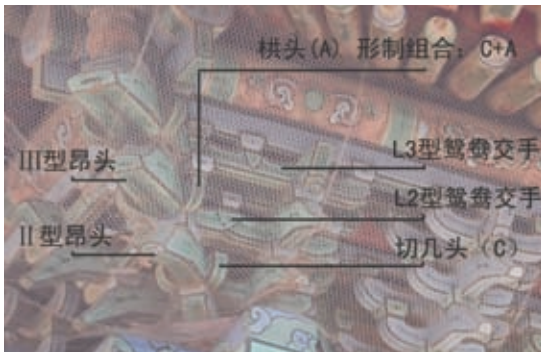 栱头(A) 形制组合: C+A
III型昂头
L3型鸳鸯交手
L2型鸳鸯交手
II型昂头
切几头 (C)